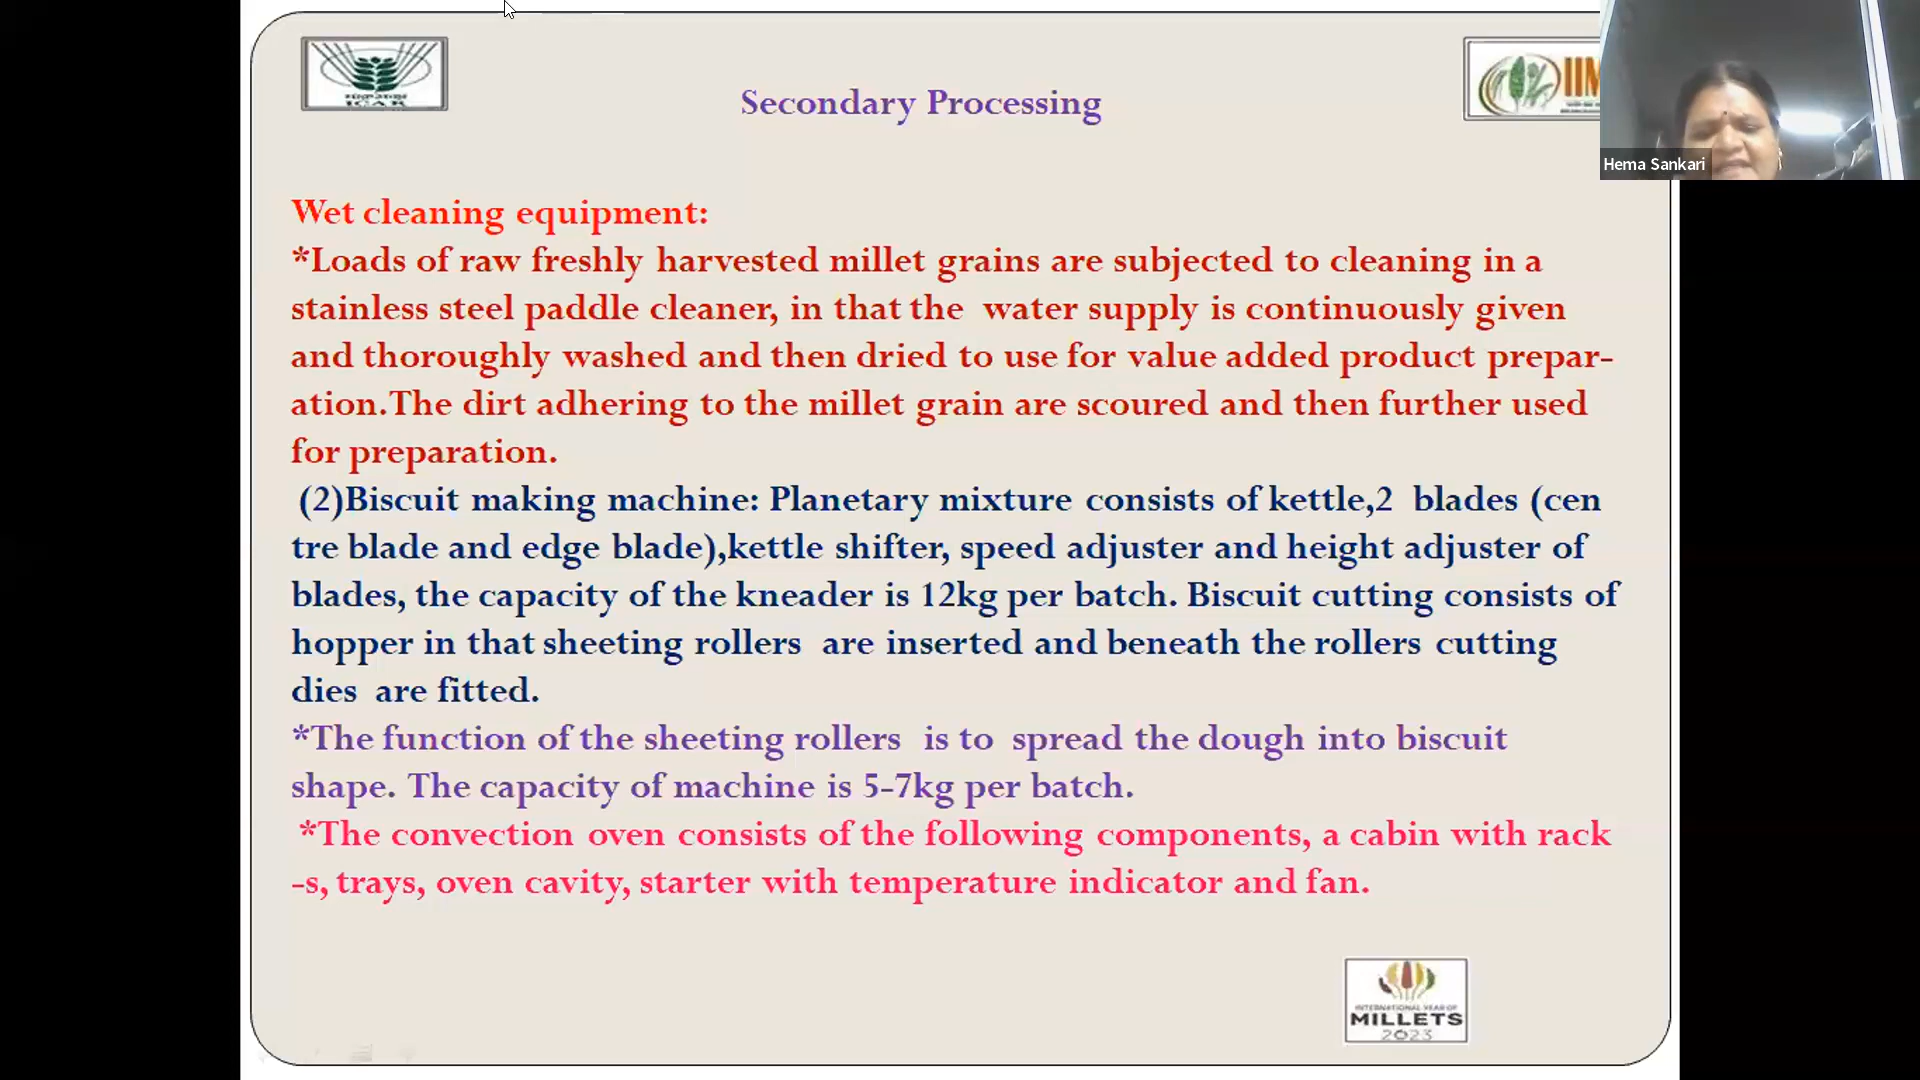 ICAR
Secondary Processing
Hema Sankari
Wet cleaning equipment:
*Loads of raw freshly harvested millet grains are subjected to cleaning in a
stainless steel paddle cleaner, in that the water supply is continuously given
and thoroughly washed and then dried to use for value added product prepar-
ation.The dirt adhering to the millet grain are scoured and then further used
for preparation.
(2)Biscuit making machine: Planetary mixture consists of kettle,2 blades (cen
tre blade and edge blade),kettle shifter, speed adjuster and height adjuster of
blades, the capacity of the kneader is 12kg per batch. Biscuit cutting consists of
hopper in that sheeting rollers are inserted and beneath the rollers cutting
dies are fitted.
*The function of the sheeting rollers is to spread the dough into biscuit
shape. The capacity of machine is 5-7kg per batch.
*The convection oven consists of the following components, a cabin with rack
-s, trays, oven cavity, starter with temperature indicator and fan.
INTERNATIONAL YEAR OF
MILLETS
2023